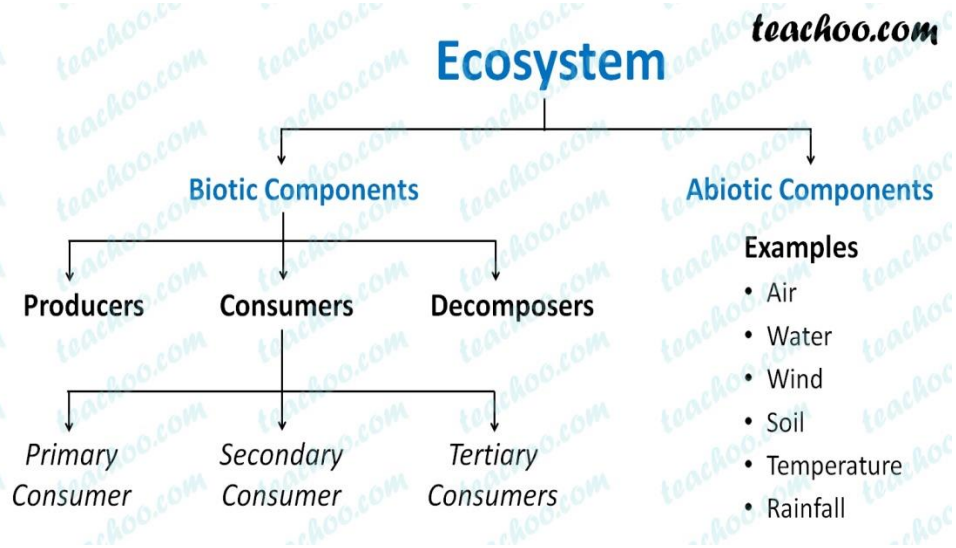 teachoo.com
Ecosystem
Biotic Components
Abiotic Components
Producers
Consumers
Decomposers
Primary
Consumer
Secondary
Consumer
Tertiary
Consumers
Examples
• Air
• Water
• Wind
• Soil
• Temperature
• Rainfall